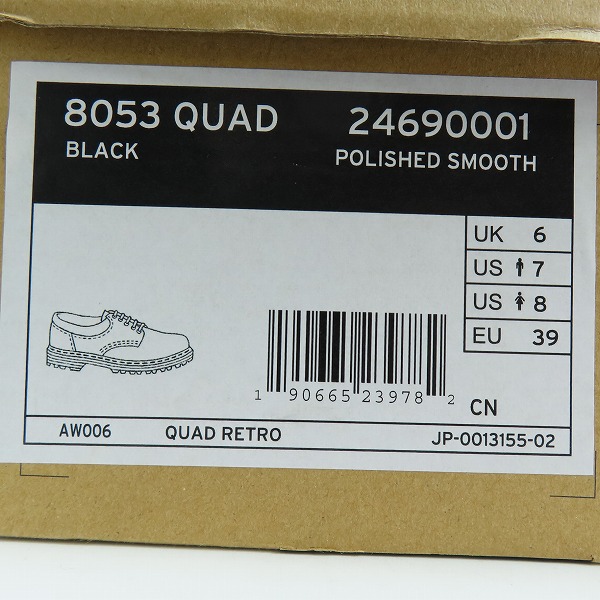 8053 QUAD 24690001
BLACK POLISHED SMOOTH
UK 6
US 7
US 8
EU 39
1 90665 23978 2
CN
AW006 QUAD RETRO JP-0013155-02